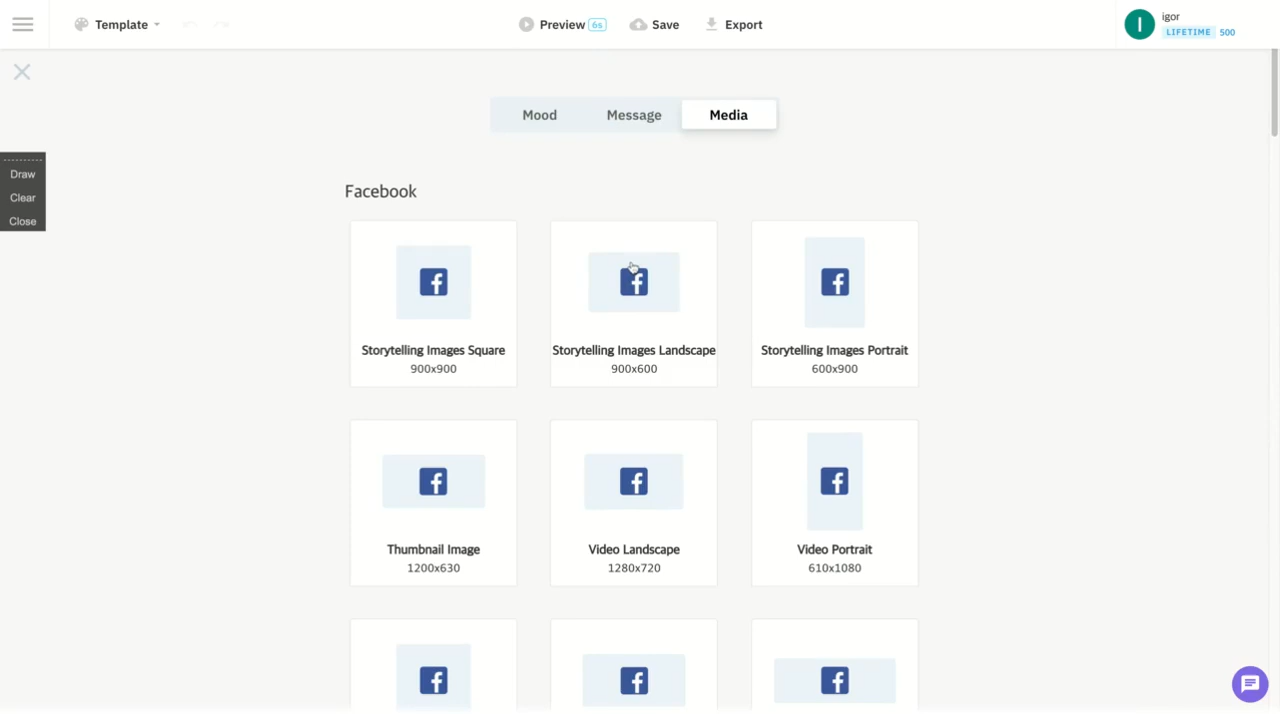 Template
Preview 6s
Save
Export
I
igor
LIFETIME 500
Mood
Message
Media
Draw
Clear
Close
Facebook
Storytelling Images Square
900x900
Storytelling Images Landscape
900x600
Storytelling Images Portrait
600x900
Thumbnail Image
1200x630
Video Landscape
1280x720
Video Portrait
610x1080